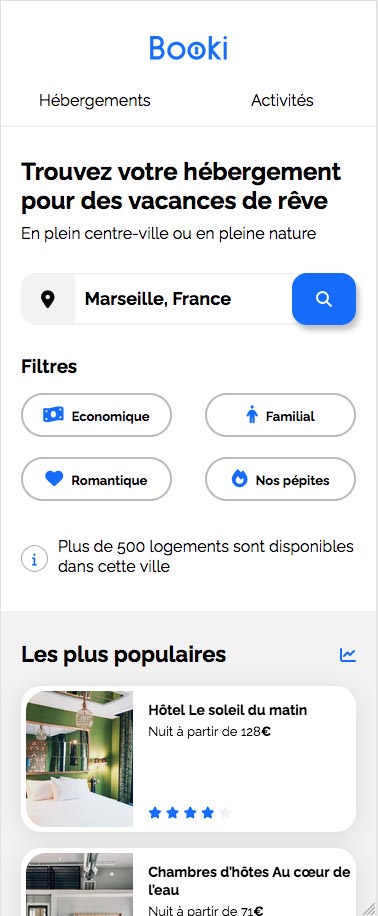 Booki
Hébergements
Activités
Trouvez votre hébergement
pour des vacances de rêve
En plein centre-ville ou en pleine nature
Marseille, France
Filtres
Economique
Familial
Romantique
Nos pépites
Plus de 500 logements sont disponibles
dans cette ville
Les plus populaires
Hôtel Le soleil du matin
Nuit à partir de 128€
Chambres d'hôtes Au cœur de
l'eau
Nuit à partir de 71€